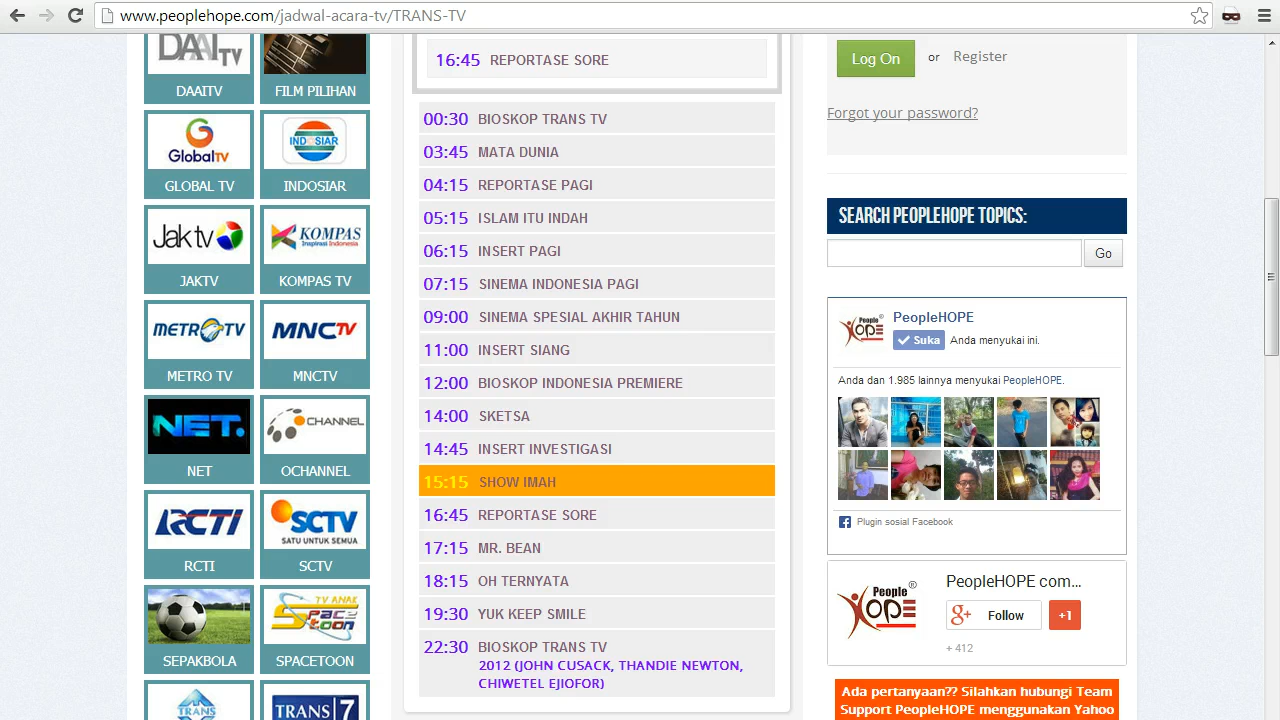 www.peoplehope.com/jadwal-acara-tv/TRANS-TV
DAAI TV
DAAITV
FILM PILIHAN
GlobalTV
GLOBAL TV
INDOSIAR
INDOSIAR
Jak tv
JAKTV
KOMPAS
Inspirasi Indonesia
KOMPAS TV
METRO TV
METRO TV
MNCTV
MNCTV
NET.
NET
CHANNEL
OCHANNEL
RCTI
RCTI
SCTV
SATU UNTUK SEMUA
SCTV
SEPAKBOLA
TV ANAK
Spacetoon
SPACETOON
TRANS
TRANS 7
16:45 REPORTASE SORE
00:30 BIOSKOP TRANS TV
03:45 MATA DUNIA
04:15 REPORTASE PAGI
05:15 ISLAM ITU INDAH
06:15 INSERT PAGI
07:15 SINEMA INDONESIA PAGI
09:00 SINEMA SPESIAL AKHIR TAHUN
11:00 INSERT SIANG
12:00 BIOSKOP INDONESIA PREMIERE
14:00 SKETSA
14:45 INSERT INVESTIGASI
15:15 SHOW IMAH
16:45 REPORTASE SORE
17:15 MR. BEAN
18:15 OH TERNYATA
19:30 YUK KEEP SMILE
22:30 BIOSKOP TRANS TV
2012 (JOHN CUSACK, THANDIE NEWTON,
CHIWETEL EJIOFOR)
Log On or Register
Forgot your password?
SEARCH PEOPLEHOPE TOPICS:
Go
People HOPE
PeopleHOPE
Suka Anda menyukai ini.
Anda dan 1.985 lainnya menyukai PeopleHOPE.
Plugin sosial Facebook
People HOPE
PeopleHOPE com...
g+ Follow +1
+ 412
Ada pertanyaan?? Silahkan hubungi Team
Support PeopleHOPE menggunakan Yahoo